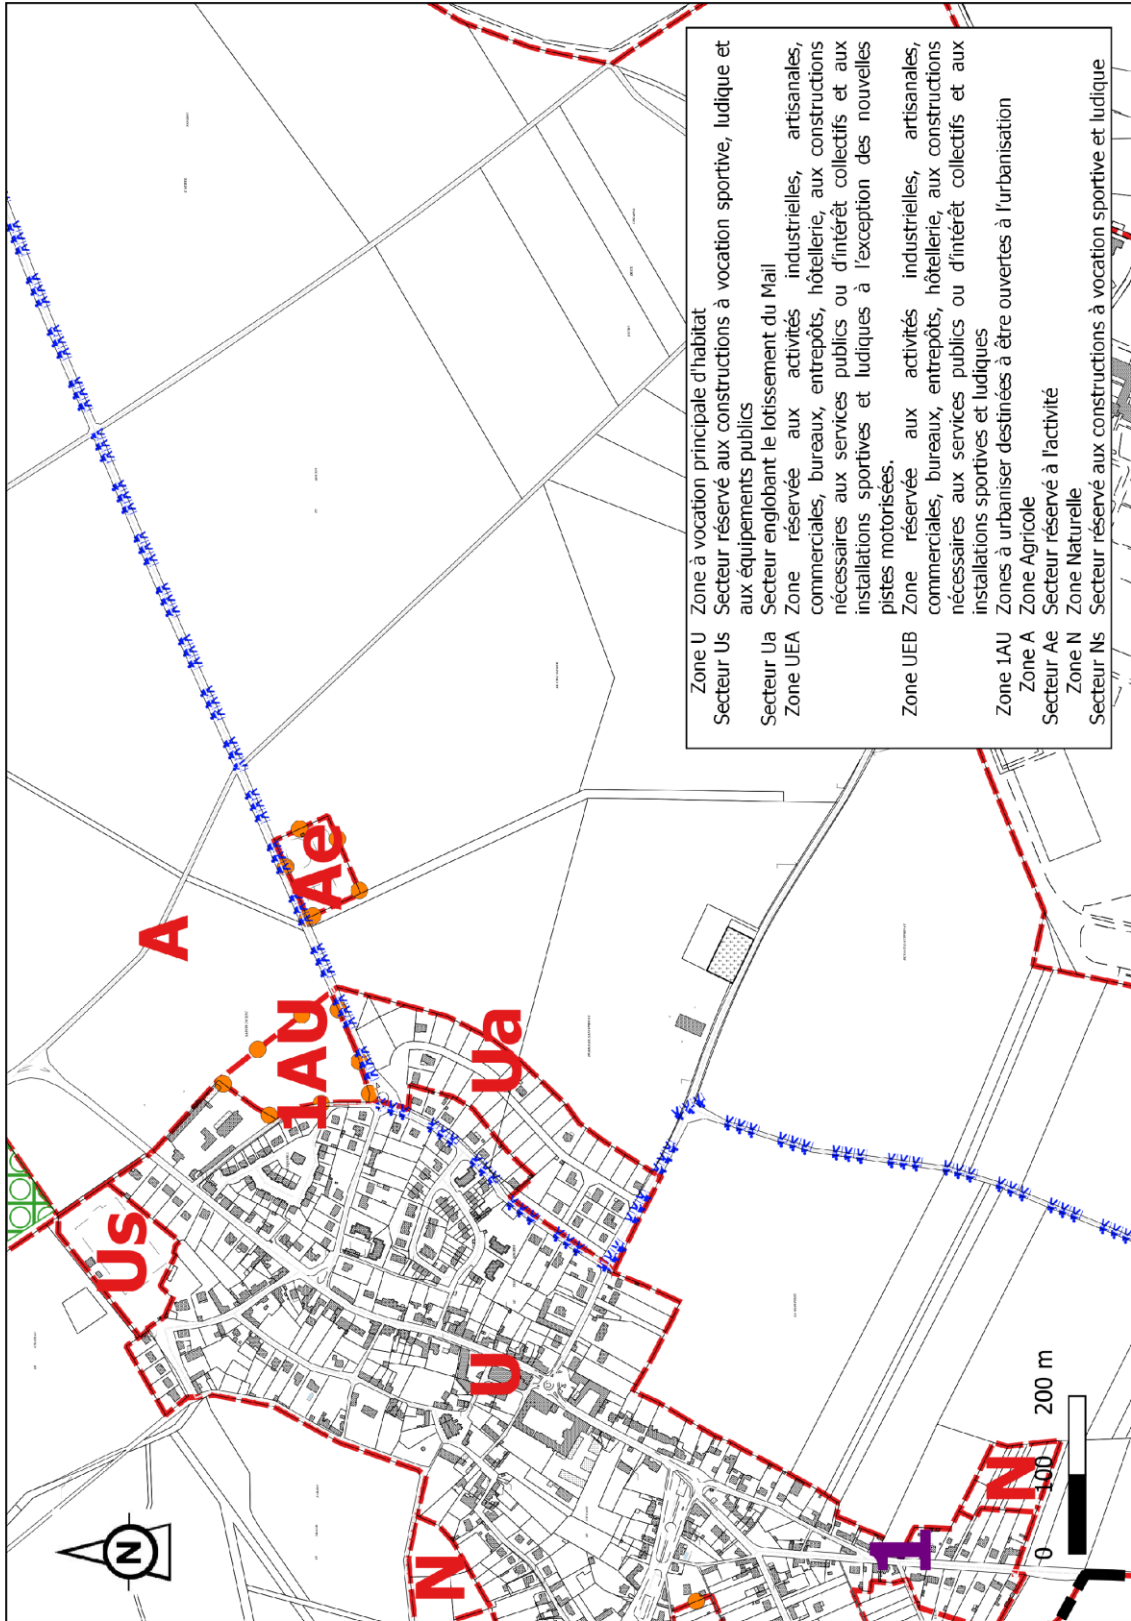 A
Ae
1AU
Ua
Us
U
N
N
1
N
0 100 200 m
Zone U Zone à vocation principale d'habitat
Secteur Us Secteur réservé aux constructions à vocation sportive, ludique et
aux équipements publics
Secteur Ua Secteur englobant le lotissement du Mail
Zone UEA Zone réservée aux activités industrielles, artisanales,
commerciales, bureaux, entrepôts, hôtellerie, aux constructions
nécessaires aux services publics ou d'intérêt collectifs et aux
installations sportives et ludiques à l'exception des nouvelles
pistes motorisées.
Zone UEB Zone réservée aux activités industrielles, artisanales,
commerciales, bureaux, entrepôts, hôtellerie, aux constructions
nécessaires aux services publics ou d'intérêt collectifs et aux
installations sportives et ludiques
Zone 1AU Zones à urbaniser destinées à être ouvertes à l'urbanisation
Zone A Zone Agricole
Secteur Ae Secteur réservé à l'activité
Zone N Zone Naturelle
Secteur Ns Secteur réservé aux constructions à vocation sportive et ludique